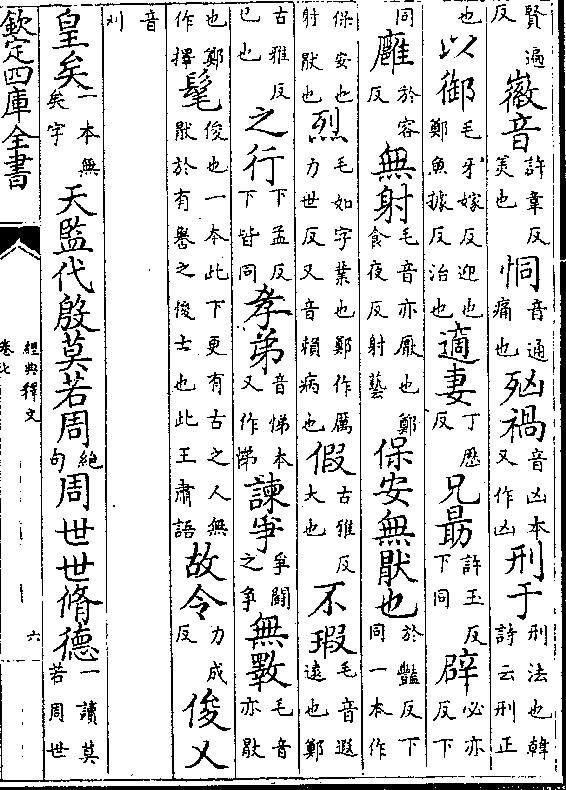 賢遍反徽音許韋反美也恫音通痛也𣧑禍音凶本又作凶刑于刑法也韓詩云刑正
也以御毛牙嫁反迎也鄭魚據反治也適妻丁歷反兄勗許玉反下同辟必亦反下
同廱於容反無射毛音亦厭也鄭食夜反射藝保安無厭也於豔反下同一本作
保安也射厭也烈毛如字業也鄭作厲力世反又音賴病也假古雅反大也不瑕毛音遐遠也鄭
古雅反已也之行下孟反下皆同孝弟音悌本又作悌諫爭爭鬭之爭無斁毛音亦厭
也鄭作擇髦俊也一本此下更有古之人無厭於有譽之俊士也此王肅語故令力成反俊乂
音刈
皇矣一本無矣字天監代殷莫若周絶句周世世脩德一讀莫若周世
欽定四庫全書
經典釋文
卷七
六